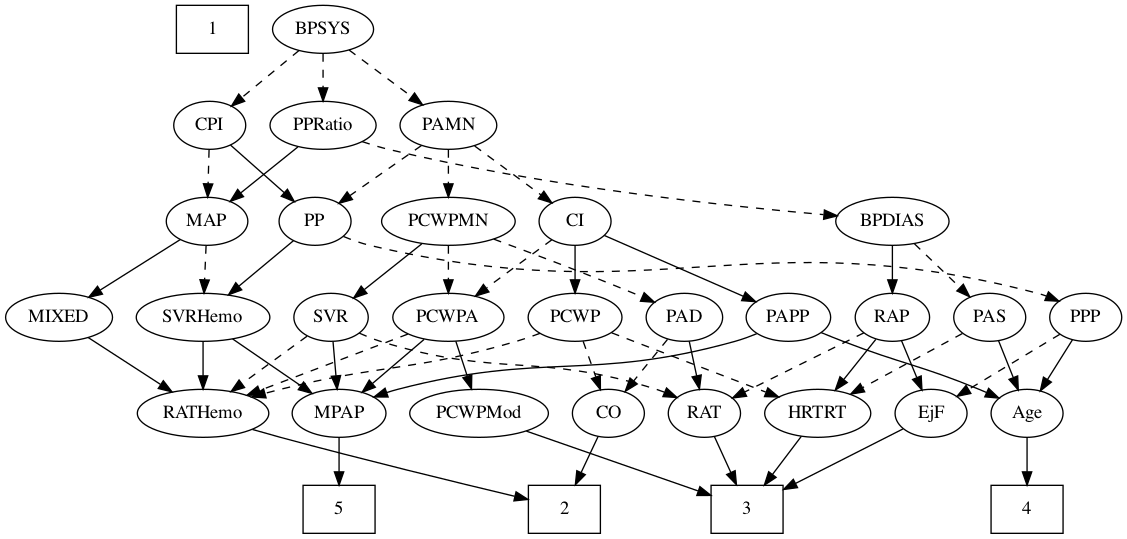 1 BPSYS
CPI PPRatio PAMN
MAP PP PCWPMN CI BPDIAS
MIXED SVRHemo SVR PCWPA PCWP PAD PAPP RAP PAS PPP
RATHemo MPAP PCWPMod CO RAT HRTRT EjF Age
5 2 3 4